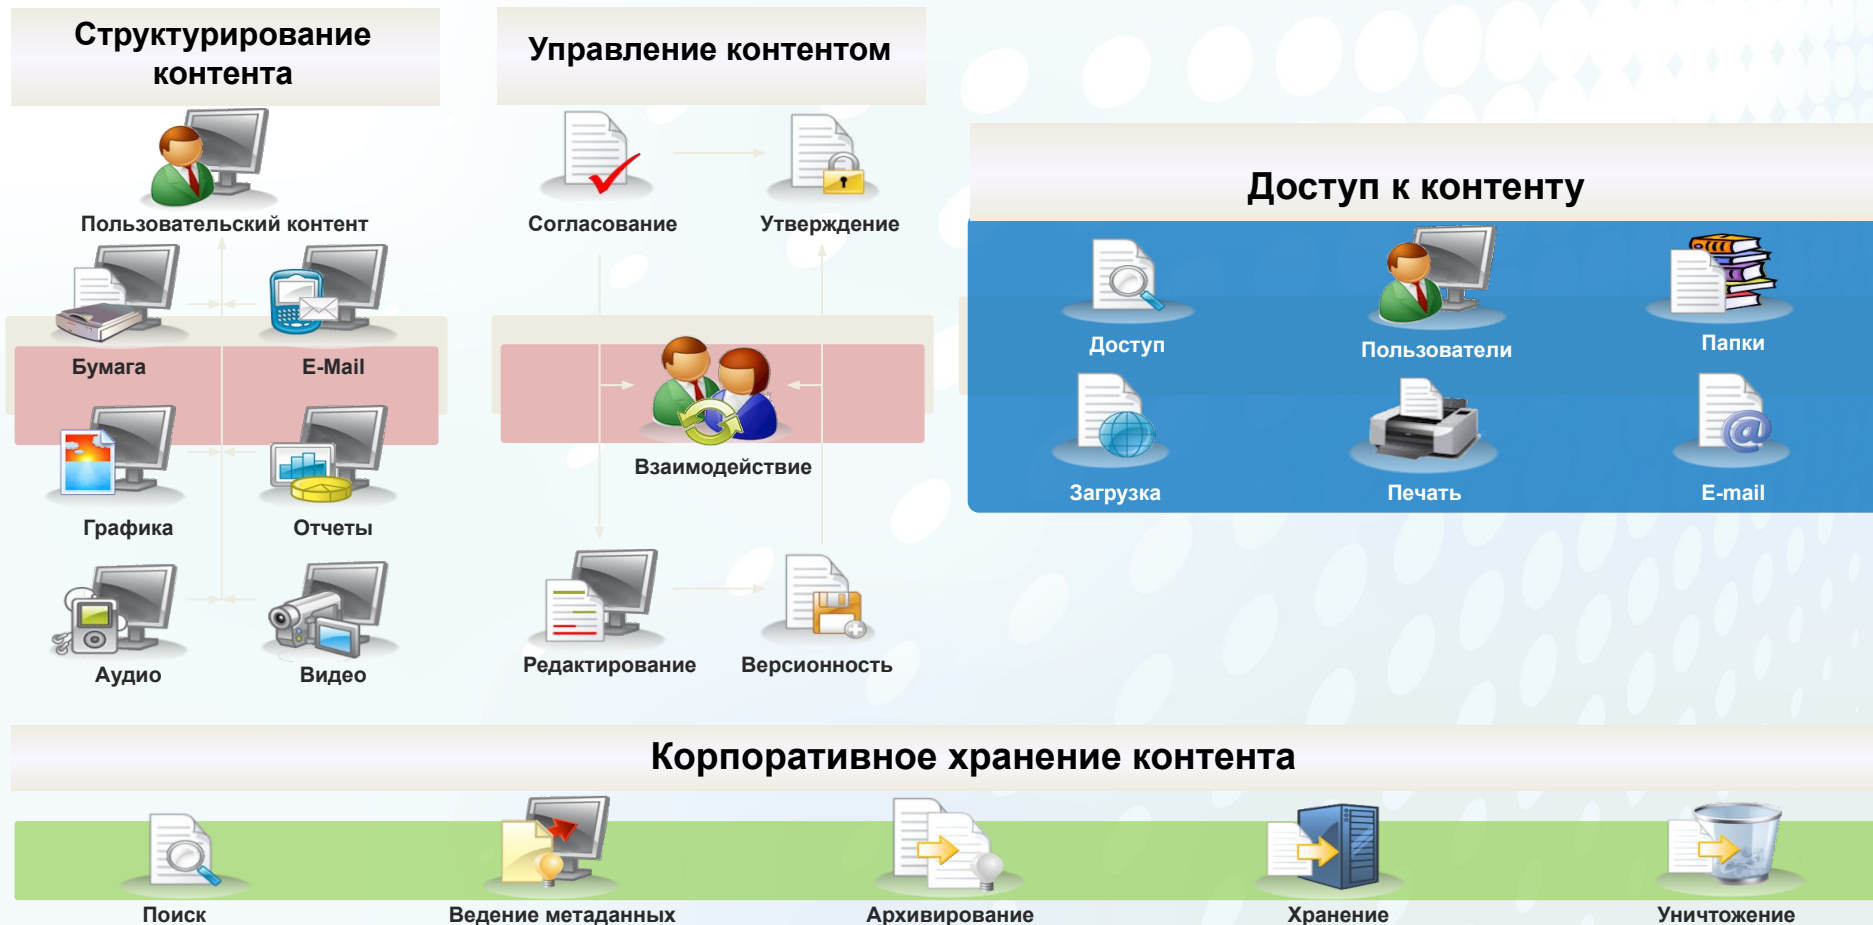 Структурирование
контента
Пользовательский контент
Бумага
E-Mail
Графика
Отчеты
Аудио
Видео
Управление контентом
Согласование
Утверждение
Взаимодействие
Редактирование
Версионность
Доступ к контенту
Доступ
Пользователи
Папки
Загрузка
Печать
E-mail
Корпоративное хранение контента
Поиск
Ведение метаданных
Архивирование
Хранение
Уничтожение